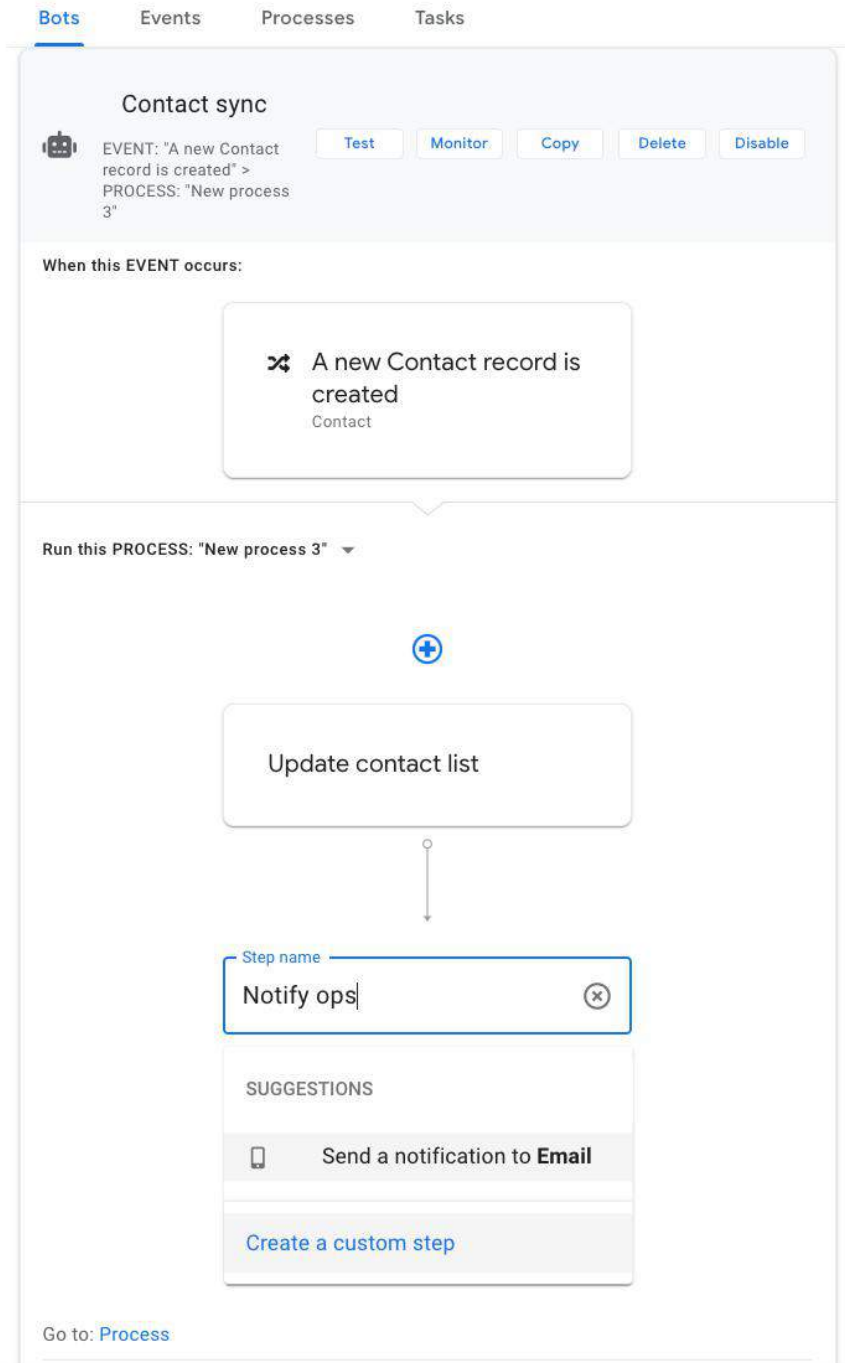 Bots Events Processes Tasks
Contact sync
EVENT: "A new Contact
record is created" >
PROCESS: "New process
3"
Test Monitor Copy Delete Disable
When this EVENT occurs:
A new Contact record is
created
Contact
Run this PROCESS: "New process 3"
Update contact list
Step name
Notify ops
SUGGESTIONS
Send a notification to Email
Create a custom step
Go to: Process